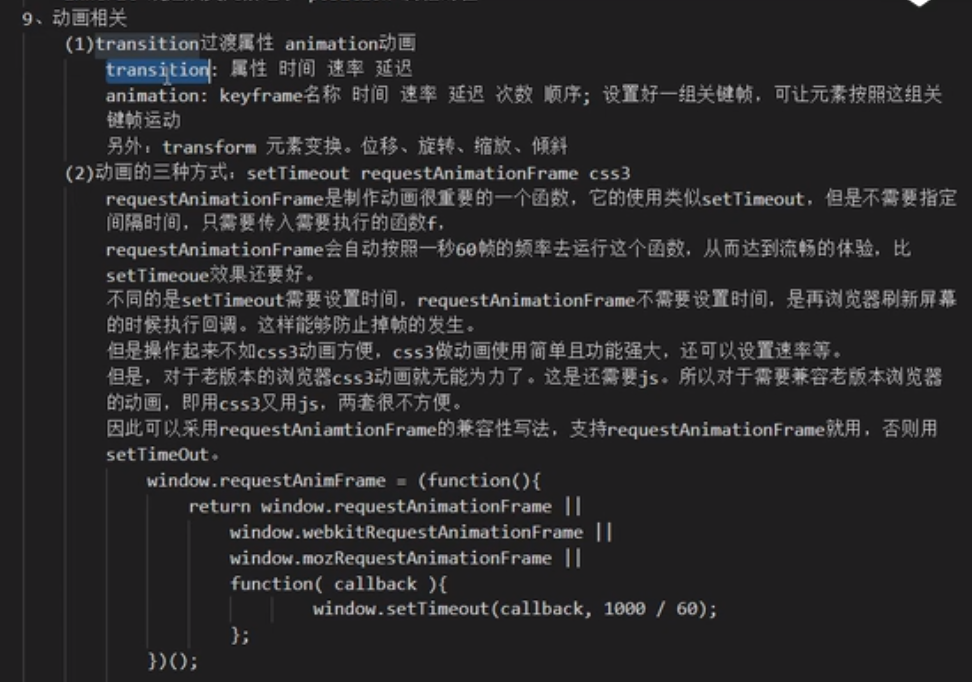 9、动画相关
(1)transition过渡属性 animation动画
transition: 属性 时间 速率 延迟
animation: keyframe名称 时间 速率 延迟 次数 顺序; 设置好一组关键帧，可让元素按照这组关
键帧运动
另外：transform 元素变换。位移、旋转、缩放、倾斜
(2)动画的三种方式：setTimeout requestAnimationFrame css3
requestAnimationFrame是制作动画很重要的一个函数，它的使用类似setTimeout，但是不需要指定
间隔时间，只需要传入需要执行的函数f，
requestAnimationFrame会自动按照一秒60帧的频率去运行这个函数，从而达到流畅的体验，比
setTimeoue效果还要好。
不同的是setTimeout需要设置时间，requestAnimationFrame不需要设置时间，是再浏览器刷新屏幕
的时候执行回调。这样能够防止掉帧的发生。
但是操作起来不如css3动画方便，css3做动画使用简单且功能强大，还可以设置速率等。
但是，对于老版本的浏览器css3动画就无能为力了。这是还需要js。所以对于需要兼容老版本浏览器
的动画，即用css3又用js，两套很不方便。
因此可以采用requestAniamtionFrame的兼容性写法，支持requestAnimationFrame就用，否则用
setTimeOut。
window.requestAnimFrame = (function(){
return window.requestAnimationFrame ||
window.webkitRequestAnimationFrame ||
window.mozRequestAnimationFrame ||
function( callback ){
window.setTimeout(callback, 1000 / 60);
};
})();